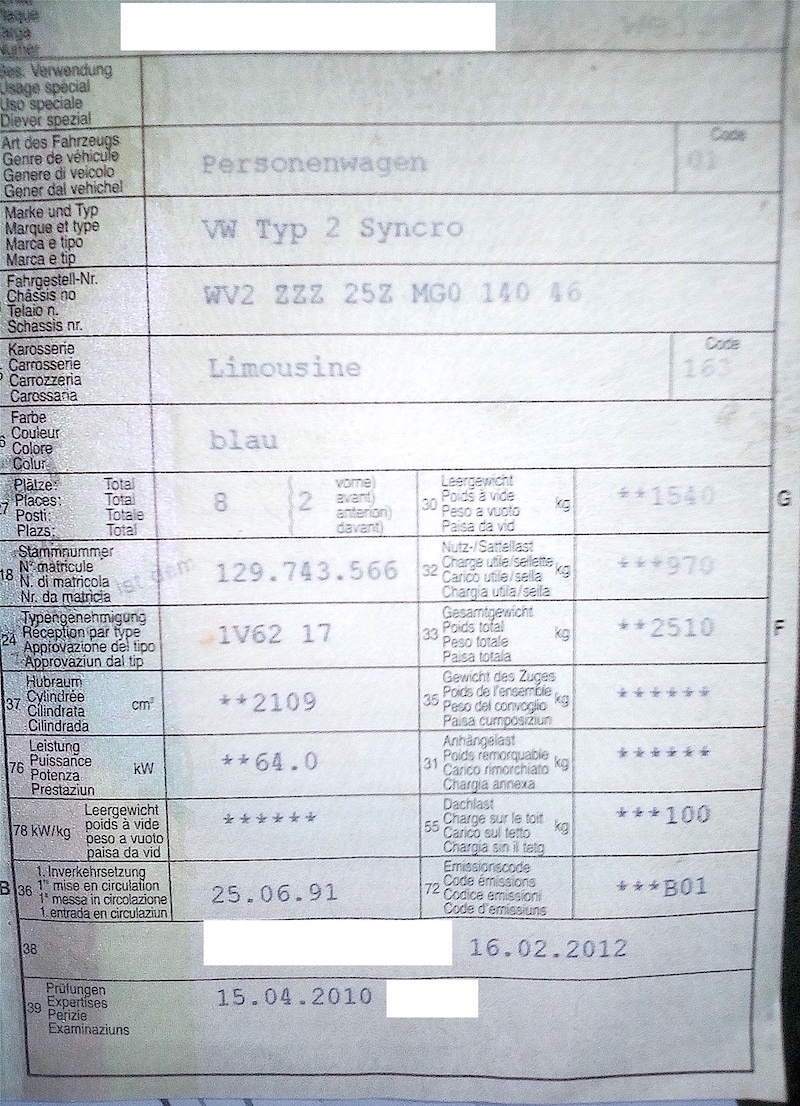 Plaque
Targa
Numer
Bes. Verwendung
Usage spécial
Uso speciale
Diever spezial
Art des Fahrzeugs
Genre de véhicule
Genere di veicolo
Gener dal vehichel
Personenwagen
Code
01
Marke und Typ
Marque et type
Marca e tipo
Marca e tip
VW Typ 2 Syncro
Fahrgestell-Nr.
Châssis no
Telaio n.
Schassis nr.
WV2 ZZZ 25Z MG0 140 46
Karosserie
Carrosserie
Carrozzeria
Carossaria
Limousine
Code
163
Farbe
Couleur
Colore
Colur
blau
27
Plätze: Total
Places: Total
Posti: Totale
Plazs: Total
8
2
vorne)
avant)
anteriori)
davant)
30
Leergewicht
Poids à vide
Peso a vuoto
Paisa da vid
kg
**1540
G
18
Stammnummer
N° matricule
N. di matricola
Nr. da matricla
ist dem
129.743.566
32
Nutz-/Sattellast
Charge utile/sellette
Carico utile/sella
Chargia utila/sella
kg
***970
24
Typengenehmigung
Réception par type
Approvazione del tipo
Approvaziun dal tip
1V62 17
33
Gesamtgewicht
Poids total
Peso totale
Paisa totala
kg
**2510
F
37
Hubraum
Cylindrée
Cilindrata
Cilindrada
cm³
**2109
35
Gewicht des Zuges
Poids de l'ensemble
Peso del convoglio
Paisa cumposiziun
kg
******
76
Leistung
Puissance
Potenza
Prestaziun
kW
**64.0
31
Anhängelast
Poids remorquable
Carico rimorchiato
Chargia annexa
kg
******
78 kW/kg
Leergewicht
poids à vide
peso a vuoto
paisa da vid
******
55
Dachlast
Charge sur le toit
Carico sul tetto
Chargia sin il tetg
kg
***100
B
36
1. Inverkehrsetzung
1re mise en circulation
1a messa in circolazione
1. entrada en circulaziun
25.06.91
72
Emissionscode
Code émissions
Codice emissioni
Code d'emissiuns
***B01
38
16.02.2012
39
Prüfungen
Expertises
Perizie
Examinaziuns
15.04.2010